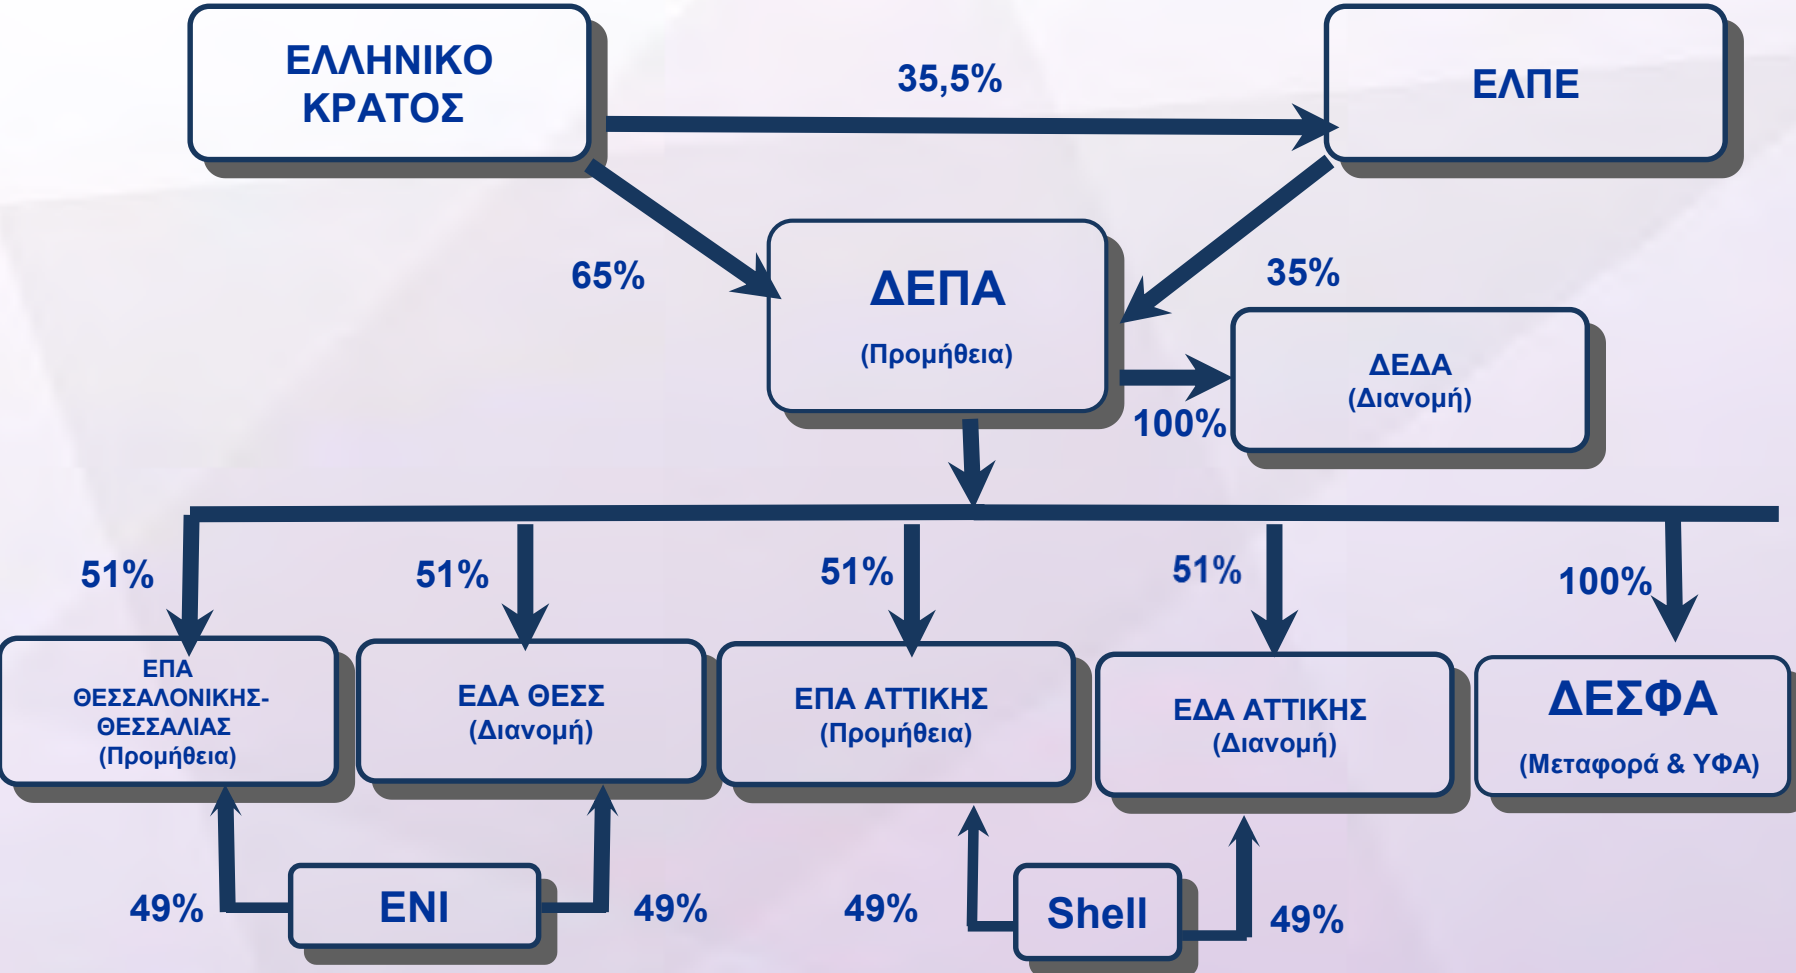 ΕΛΛΗΝΙΚΟ
ΚΡΑΤΟΣ
35,5%
ΕΛΠΕ
65%
ΔΕΠΑ
(Προμήθεια)
35%
100%
ΔΕΔΑ
(Διανομή)
51%
51%
51%
51%
100%
ΕΠΑ
ΘΕΣΣΑΛΟΝΙΚΗΣ-
ΘΕΣΣΑΛΙΑΣ
(Προμήθεια)
ΕΔΑ ΘΕΣΣ
(Διανομή)
ΕΠΑ ΑΤΤΙΚΗΣ
(Προμήθεια)
ΕΔΑ ΑΤΤΙΚΗΣ
(Διανομή)
ΔΕΣΦΑ
(Μεταφορά & ΥΦΑ)
49%
ENI
49%
49%
Shell
49%